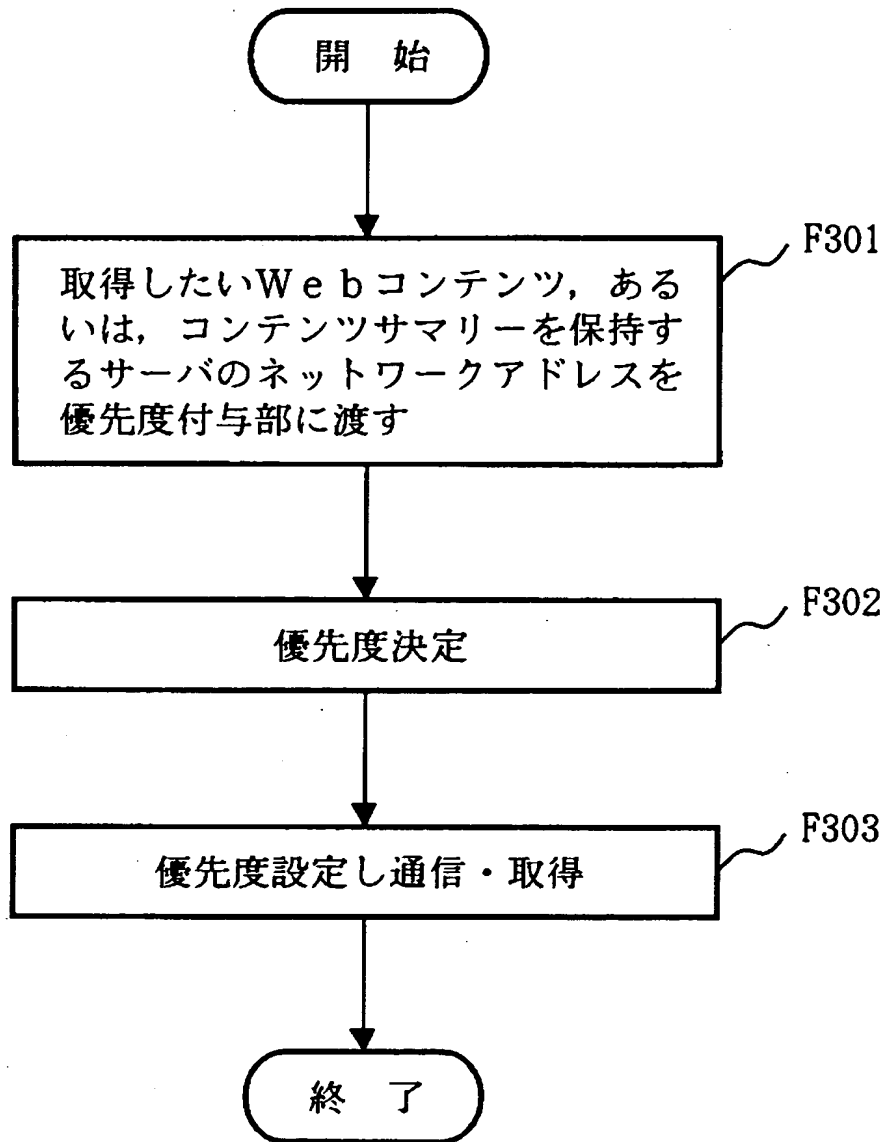 開　始
F301
取得したいＷｅｂコンテンツ，ある
いは，コンテンツサマリーを保持す
るサーバのネットワークアドレスを
優先度付与部に渡す
F302
優先度決定
F303
優先度設定し通信・取得
終　了